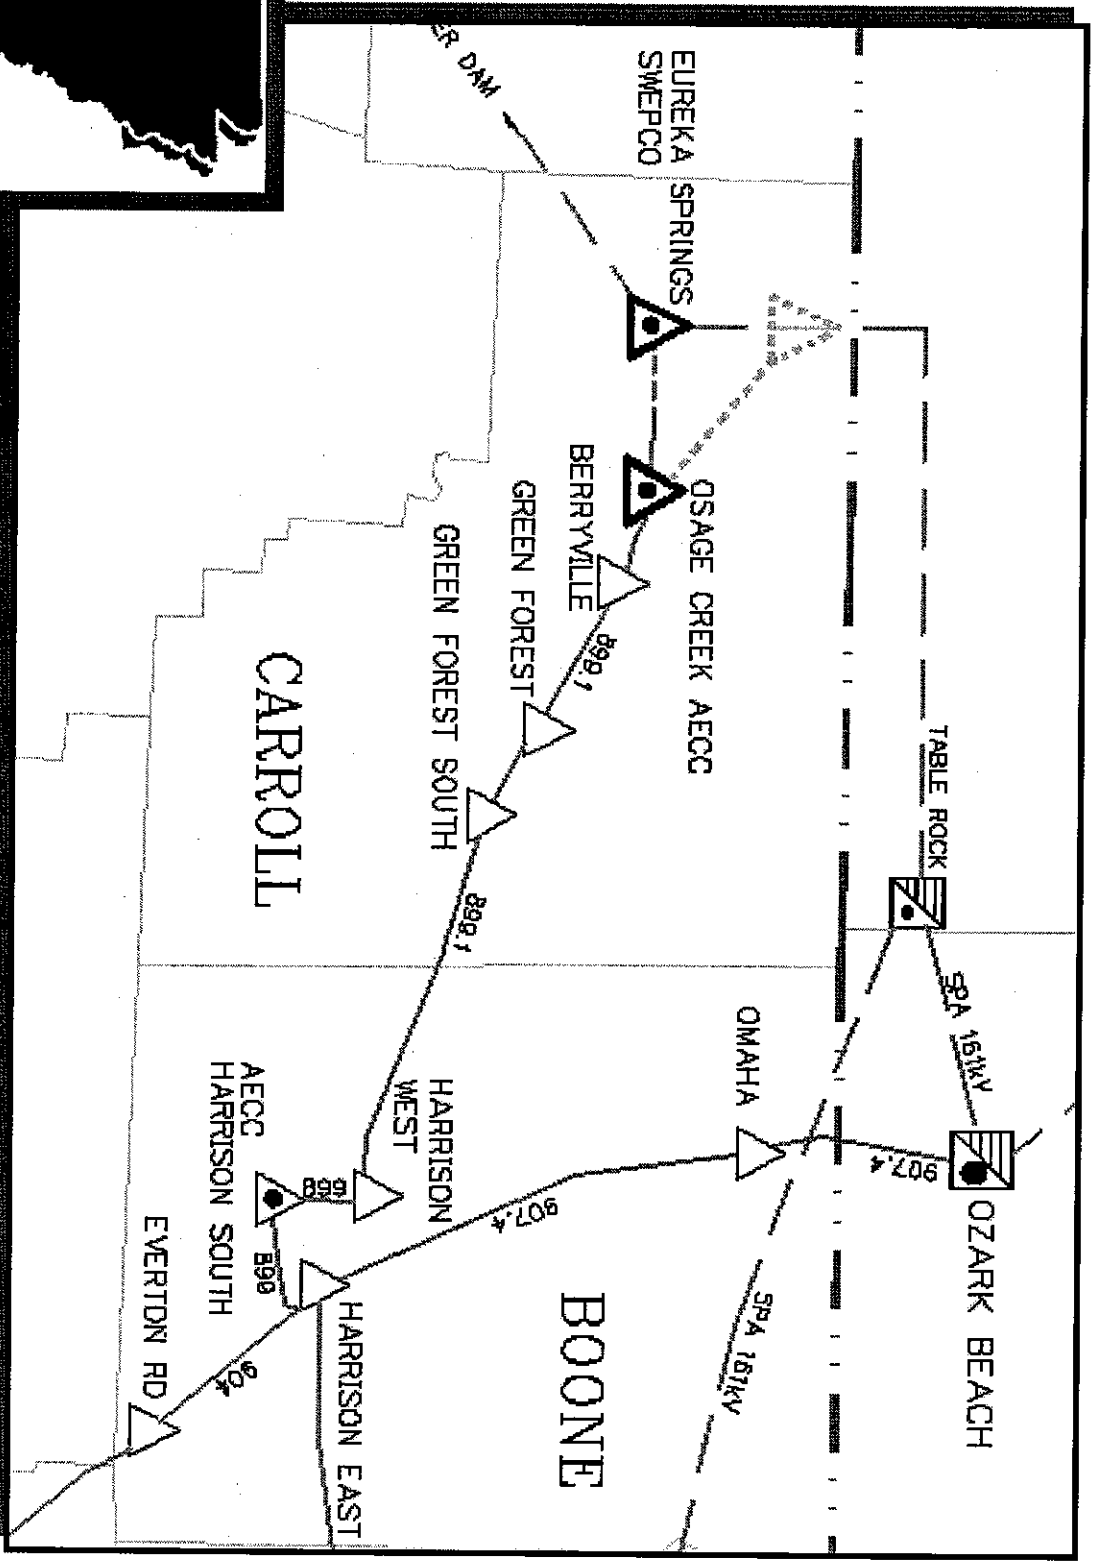 TABLE ROCK
SPA 161kV
OZARK BEACH
907.4
EUREKA SPRINGS
SWEPCO
ER DAM
OSAGE CREEK AECC
BERRYVILLE
899.1
GREEN FOREST
GREEN FOREST SOUTH
899.1
OMAHA
907.4
SPA 161kV
BOONE
CARROLL
HARRISON
WEST
899
AECC
HARRISON SOUTH
890
HARRISON EAST
904
EVERTON RD